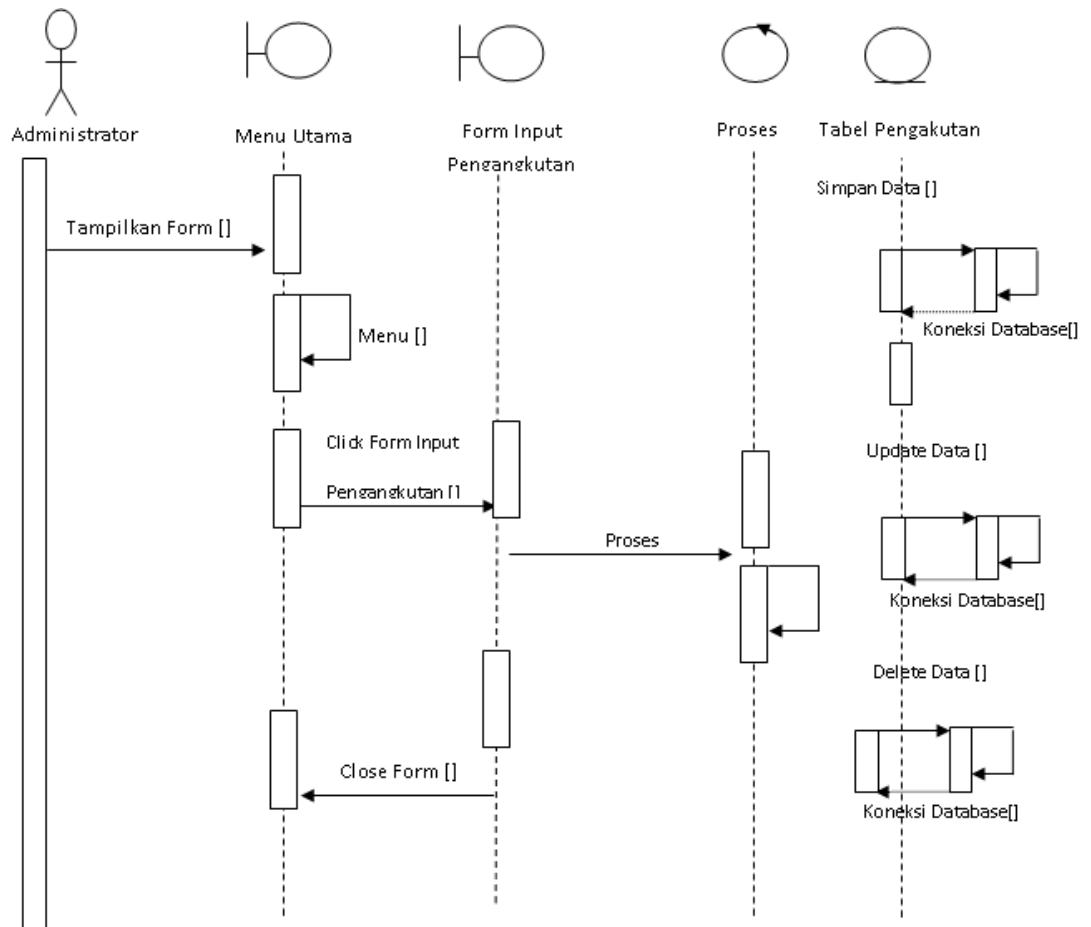 Administrator
Menu Utama
Form Input
Pengangkutan
Proses
Tabel Pengakutan
Simpan Data []
Tampilkan Form []
Koneksi Database[]
Menu []
Click Form Input
Pengangkutan []
Update Data []
Proses
Koneksi Database[]
Delete Data []
Close Form []
Koneksi Database[]